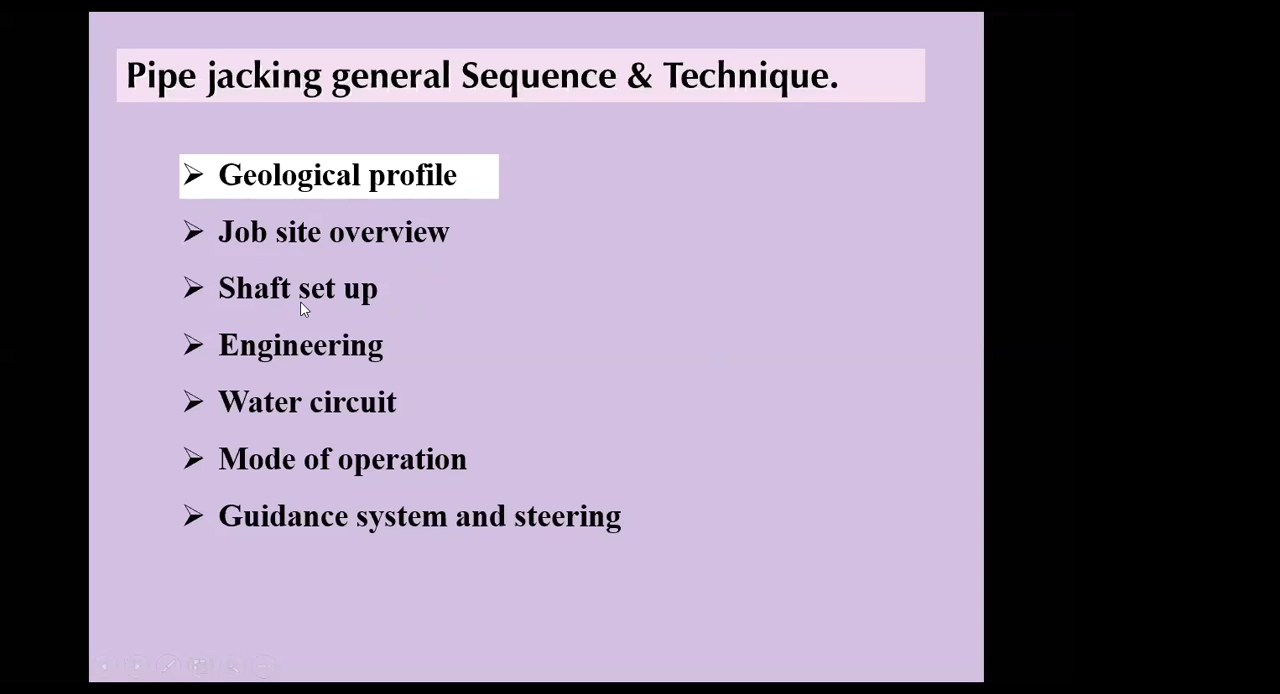 Pipe jacking general Sequence & Technique.
➢ Geological profile
➢ Job site overview
➢ Shaft set up
➢ Engineering
➢ Water circuit
➢ Mode of operation
➢ Guidance system and steering